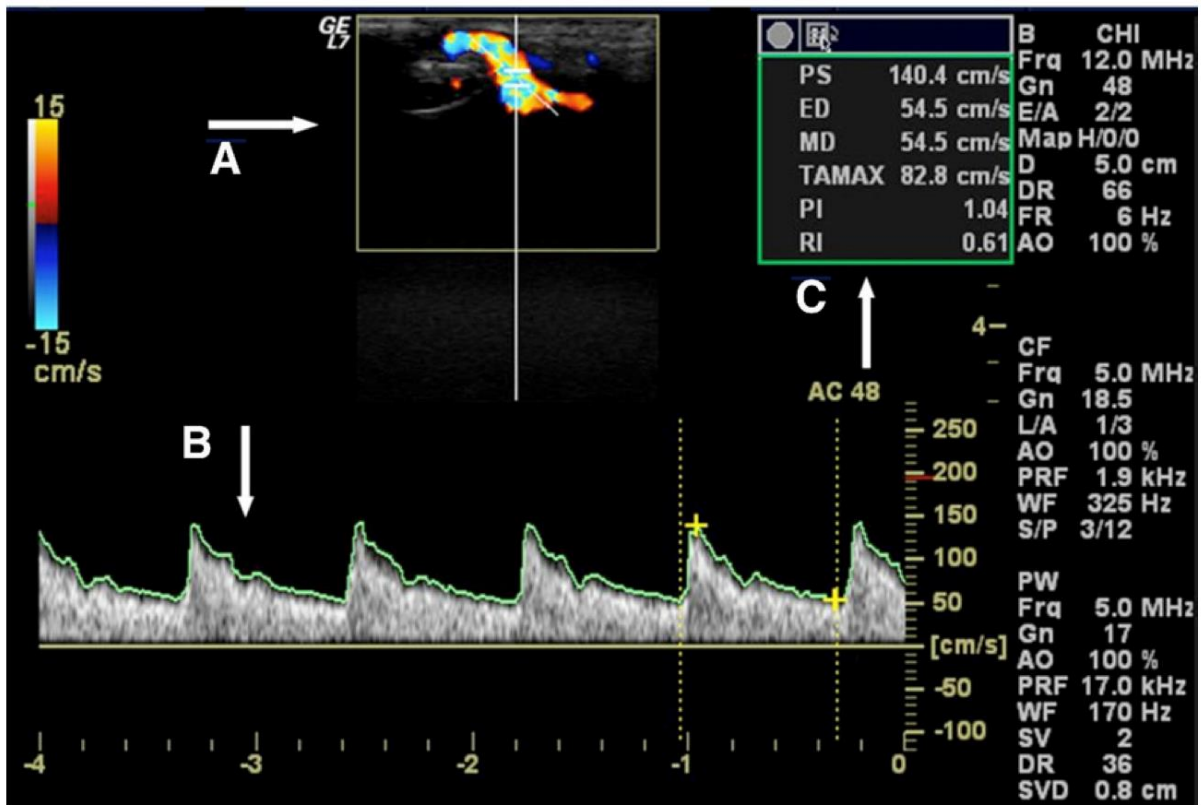 GE
L7
15
-15
cm/s
A
PS 140.4 cm/s
ED 54.5 cm/s
MD 54.5 cm/s
TAMAX 82.8 cm/s
PI 1.04
RI 0.61
C
B CHI
Frq 12.0 MHz
Gn 48
E/A 2/2
Map H/0/0
D 5.0 cm
DR 66
FR 6 Hz
AO 100 %
4
CF
Frq 5.0 MHz
Gn 18.5
L/A 1/3
AO 100 %
PRF 1.9 kHz
WF 325 Hz
S/P 3/12
PW
Frq 5.0 MHz
Gn 17
AO 100 %
PRF 17.0 kHz
WF 170 Hz
SV 2
DR 36
SVD 0.8 cm
AC 48
B
250
200
150
100
50
[cm/s]
-50
-100
-4 -3 -2 -1 0